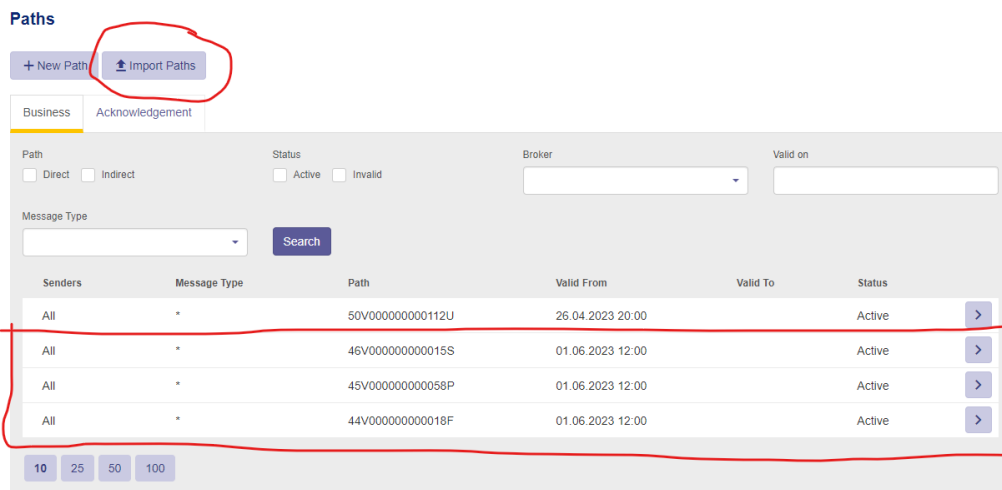 Paths
New Path Import Paths
Business Acknowledgement
Path Status Broker Valid on
Direct Indirect Active Invalid
Message Type
Search
Senders Message Type Path Valid From Valid To Status
All * 50V000000000112U 26.04.2023 20:00 Active
All * 46V000000000015S 01.06.2023 12:00 Active
All * 45V000000000058P 01.06.2023 12:00 Active
All * 44V000000000018F 01.06.2023 12:00 Active
10 25 50 100